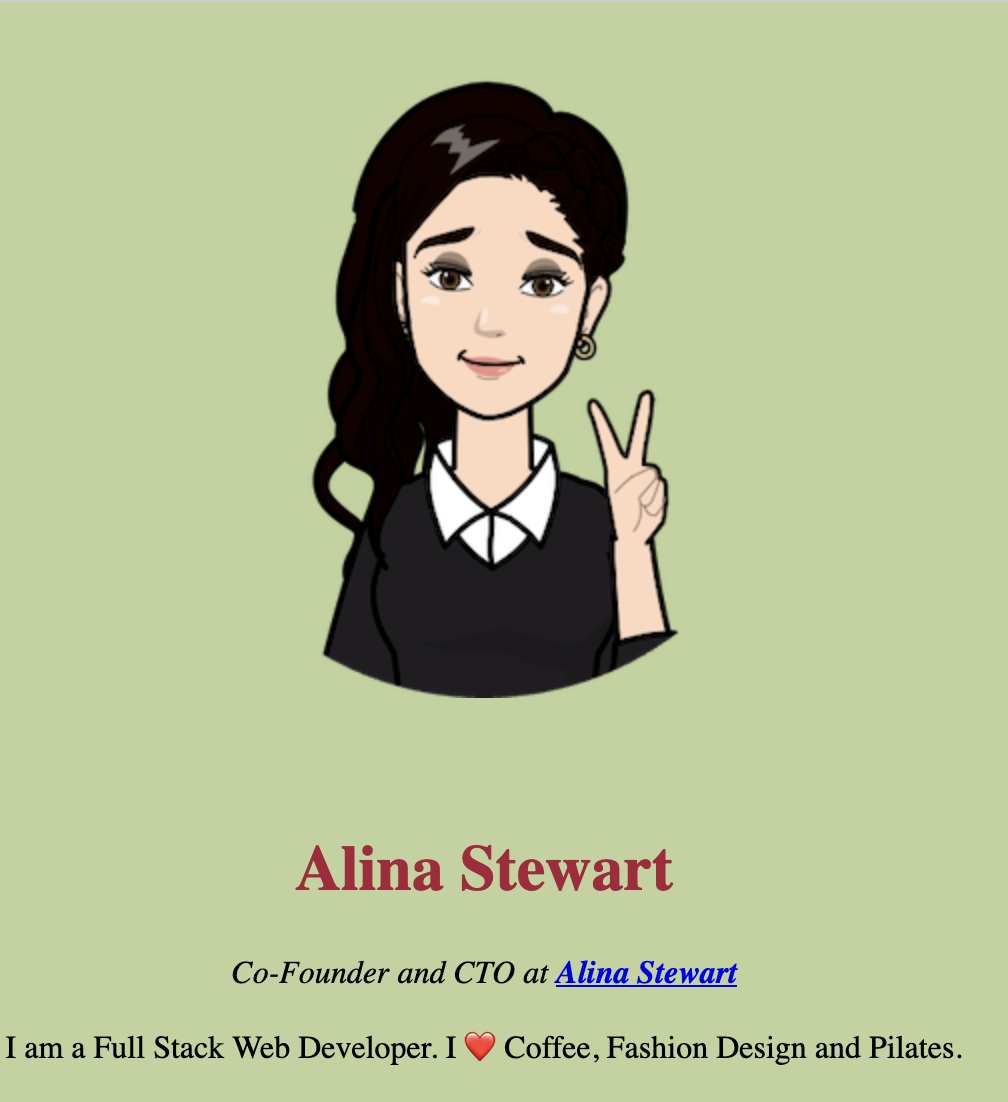 Alina Stewart
Co-Founder and CTO at Alina Stewart
I am a Full Stack Web Developer. I ❤️ Coffee, Fashion Design and Pilates.